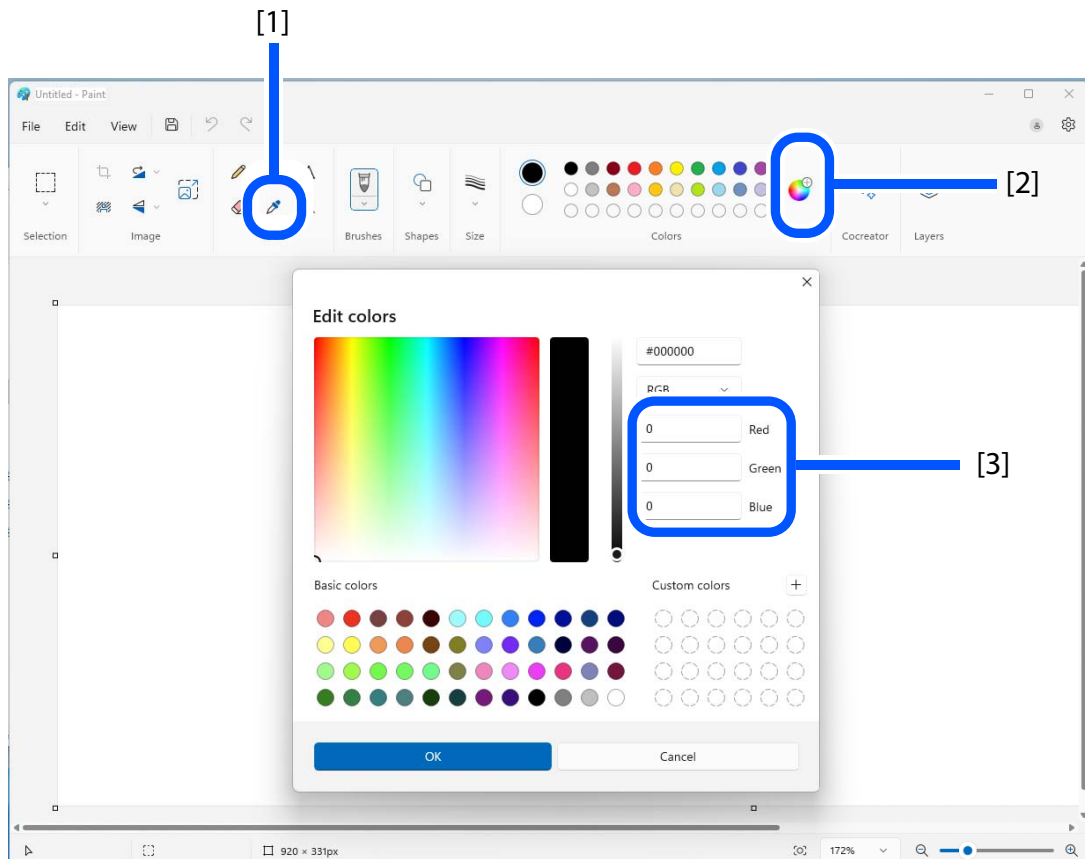 [1]
Untitled - Paint
File Edit View
[2]
Selection Image Brushes Shapes Size Colors Cocreator Layers
Edit colors
#000000
RGB
0 Red
0 Green
[3]
0 Blue
Basic colors Custom colors
OK Cancel
920 × 331px 172%